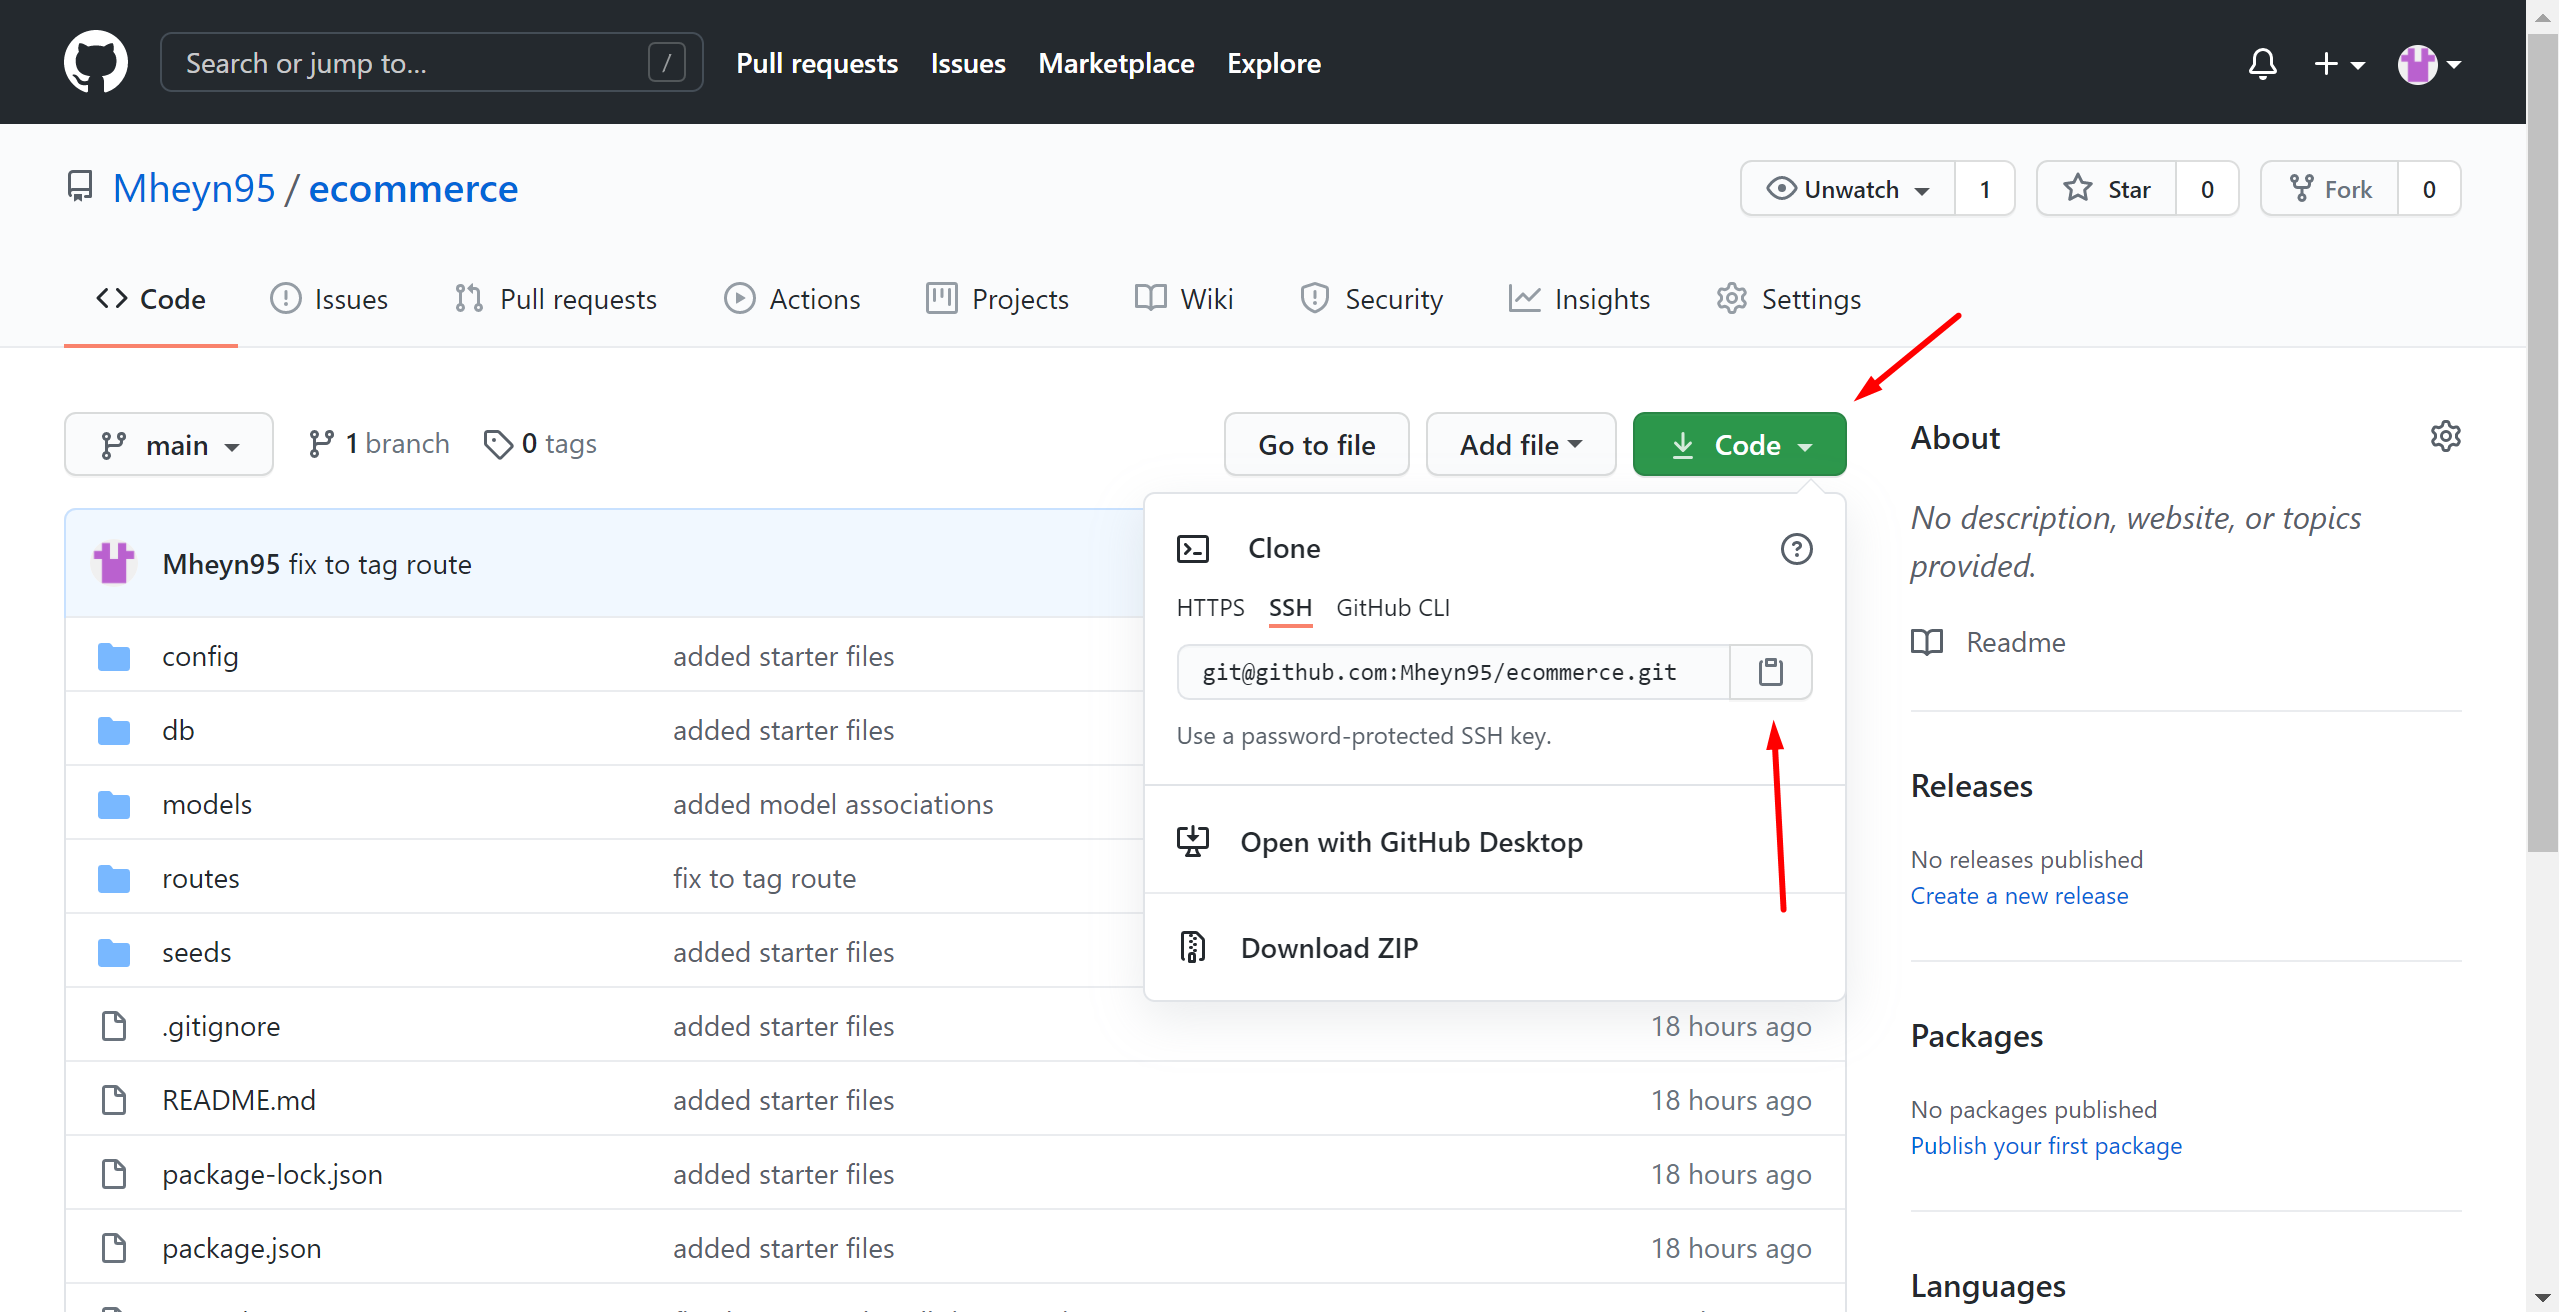 Search or jump to...
/
Pull requests
Issues
Marketplace
Explore
Mheyn95 / ecommerce
Unwatch 1
Star 0
Fork 0
Code
Issues
Pull requests
Actions
Projects
Wiki
Security
Insights
Settings
main
1 branch
0 tags
Go to file
Add file
Code
Mheyn95 fix to tag route
config added starter files
db added starter files
models added model associations
routes fix to tag route
seeds added starter files
.gitignore added starter files 18 hours ago
README.md added starter files 18 hours ago
package-lock.json added starter files 18 hours ago
package.json added starter files 18 hours ago
Clone
HTTPS SSH GitHub CLI
git@github.com:Mheyn95/ecommerce.git
Use a password-protected SSH key.
Open with GitHub Desktop
Download ZIP
About
No description, website, or topics
provided.
Readme
Releases
No releases published
Create a new release
Packages
No packages published
Publish your first package
Languages